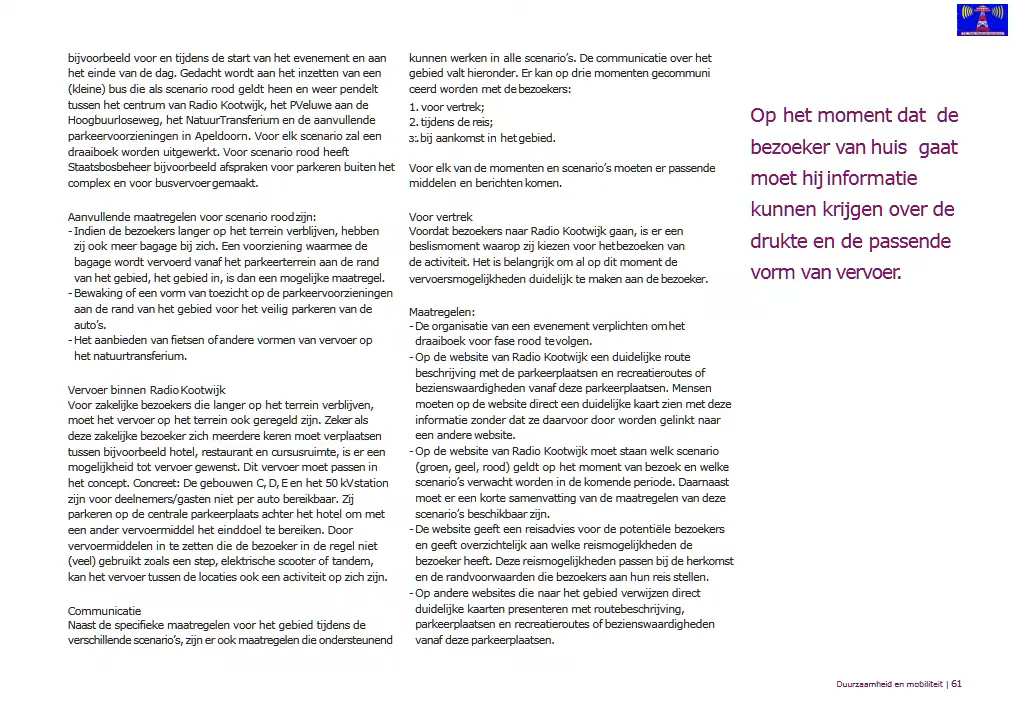 bijvoorbeeld voor en tijdens de start van het evenement en aan
het einde van de dag. Gedacht wordt aan het inzetten van een
(kleine) bus die als scenario rood geldt heen en weer pendelt
tussen het centrum van Radio Kootwijk, het PVeluwe aan de
Hoogbuurloseweg, het NatuurTransferium en de aanvullende
parkeervoorzieningen in Apeldoorn. Voor elk scenario zal een
draaiboek worden uitgewerkt. Voor scenario rood heeft
Staatsbosbeheer bijvoorbeeld afspraken voor parkeren buiten het
complex en voor busvervoer gemaakt.
Aanvullende maatregelen voor scenario rood zijn:
- Indien de bezoekers langer op het terrein verblijven, hebben
zij ook meer bagage bij zich. Een voorziening waarmee de
bagage wordt vervoerd vanaf het parkeerterrein aan de rand
van het gebied, het gebied in, is dan een mogelijke maatregel.
- Bewaking of een vorm van toezicht op de parkeervoorzieningen
aan de rand van het gebied voor het veilig parkeren van de
auto's.
- Het aanbieden van fietsen of andere vormen van vervoer op
het natuurtransferium.
Vervoer binnen Radio Kootwijk
Voor zakelijke bezoekers die langer op het terrein verblijven,
moet het vervoer op het terrein ook geregeld zijn. Zeker als
deze zakelijke bezoeker zich meerdere keren moet verplaatsen
tussen bijvoorbeeld hotel, restaurant en cursusruimte, is er een
mogelijkheid tot vervoer gewenst. Dit vervoer moet passen in
het concept. Concreet: De gebouwen C, D, E en het 50 kV station
zijn voor deelnemers/gasten niet per auto bereikbaar. Zij
parkeren op de centrale parkeerplaats achter het hotel om met
een ander vervoermiddel het einddoel te bereiken. Door
vervoermiddelen in te zetten die de bezoeker in de regel niet
(veel) gebruikt zoals een step, elektrische scooter of tandem,
kan het vervoer tussen de locaties ook een activiteit op zich zijn.
Communicatie
Naast de specifieke maatregelen voor het gebied tijdens de
verschillende scenario's, zijn er ook maatregelen die ondersteunend
kunnen werken in alle scenario's. De communicatie over het
gebied valt hieronder. Er kan op drie momenten gecommuni
ceerd worden met de bezoekers:
1. voor vertrek;
2. tijdens de reis;
3. bij aankomst in het gebied.
Voor elk van de momenten en scenario's moeten er passende
middelen en berichten komen.
Voor vertrek
Voordat bezoekers naar Radio Kootwijk gaan, is er een
beslismoment waarop zij kiezen voor het bezoeken van
de activiteit. Het is belangrijk om al op dit moment de
vervoersmogelijkheden duidelijk te maken aan de bezoeker.
Maatregelen:
- De organisatie van een evenement verplichten om het
draaiboek voor fase rood te volgen.
- Op de website van Radio Kootwijk een duidelijke route
beschrijving met de parkeerplaatsen en recreatieroutes of
bezienswaardigheden vanaf deze parkeerplaatsen. Mensen
moeten op de website direct een duidelijke kaart zien met deze
informatie zonder dat ze daarvoor door worden gelinkt naar
een andere website.
- Op de website van Radio Kootwijk moet staan welk scenario
(groen, geel, rood) geldt op het moment van bezoek en welke
scenario's verwacht worden in de komende periode. Daarnaast
moet er een korte samenvatting van de maatregelen van deze
scenario's beschikbaar zijn.
- De website geeft een reisadvies voor de potentiële bezoekers
en geeft overzichtelijk aan welke reismogelijkheden de
bezoeker heeft. Deze reismogelijkheden passen bij de herkomst
en de randvoorwaarden die bezoekers aan hun reis stellen.
- Op andere websites die naar het gebied verwijzen direct
duidelijke kaarten presenteren met routebeschrijving,
parkeerplaatsen en recreatieroutes of bezienswaardigheden
vanaf deze parkeerplaatsen.
Op het moment dat de
bezoeker van huis gaat
moet hij informatie
kunnen krijgen over de
drukte en de passende
vorm van vervoer.
Duurzaamheid en mobiliteit | 61